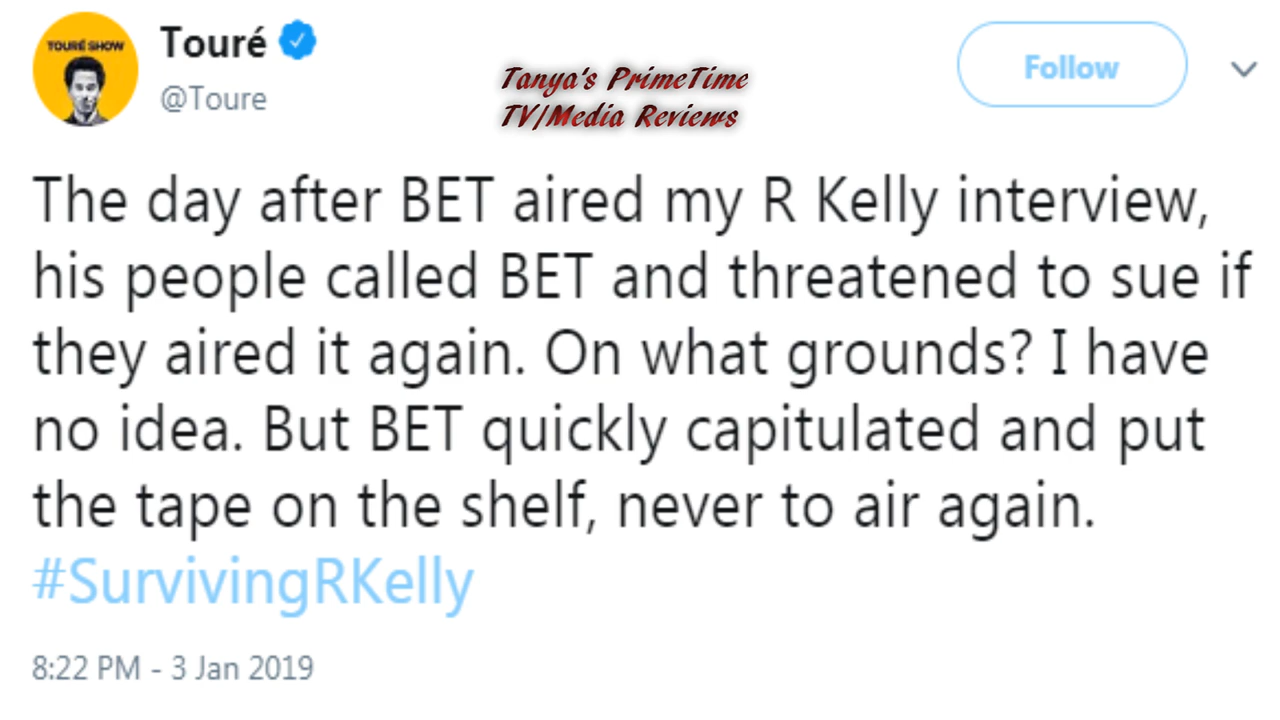 TOURÉ SHOW
Touré
@Toure
Tanya's PrimeTime
TV/Media Reviews
Follow
The day after BET aired my R Kelly interview,
his people called BET and threatened to sue if
they aired it again. On what grounds? I have
no idea. But BET quickly capitulated and put
the tape on the shelf, never to air again.
#SurvivingRKelly
8:22 PM - 3 Jan 2019